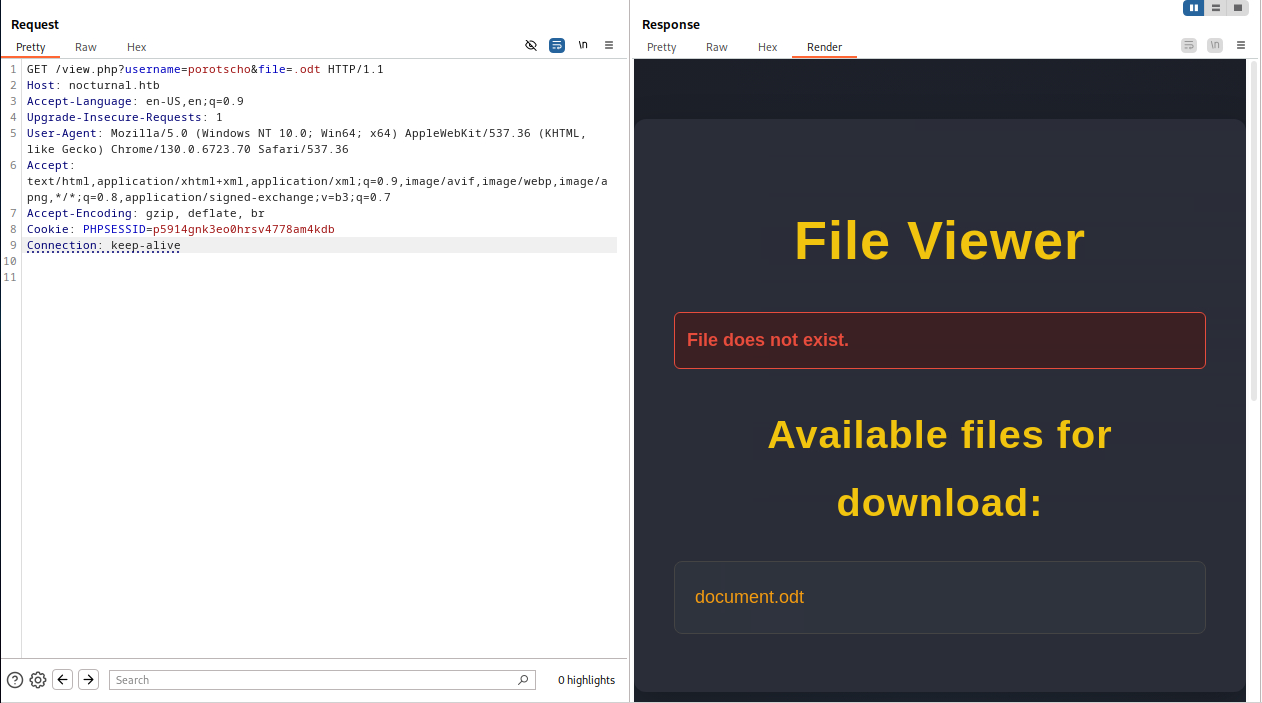 Request
Pretty Raw Hex
\n
1 GET /view.php?username=porotscho&file=.odt HTTP/1.1
2 Host: nocturnal.htb
3 Accept-Language: en-US,en;q=0.9
4 Upgrade-Insecure-Requests: 1
5 User-Agent: Mozilla/5.0 (Windows NT 10.0; Win64; x64) AppleWebKit/537.36 (KHTML,
like Gecko) Chrome/130.0.6723.70 Safari/537.36
6 Accept:
text/html,application/xhtml+xml,application/xml;q=0.9,image/avif,image/webp,image/a
png,*/*;q=0.8,application/signed-exchange;v=b3;q=0.7
7 Accept-Encoding: gzip, deflate, br
8 Cookie: PHPSESSID=p5914gnk3eo0hrsv4778am4kdb
9 Connection: keep-alive
10
11
Search
0 highlights
Response
Pretty Raw Hex Render
\n
File Viewer
File does not exist.
Available files for
download:
document.odt